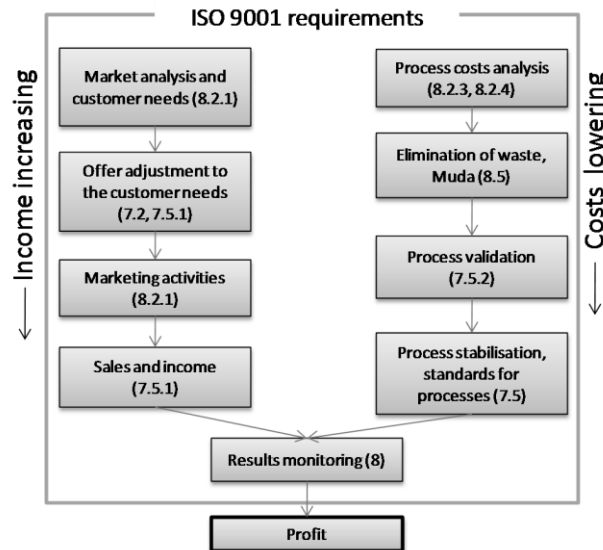 ISO 9001 requirements
Income increasing
Market analysis and
customer needs (8.2.1)
Offer adjustment to
the customer needs
(7.2, 7.5.1)
Marketing activities
(8.2.1)
Sales and income
(7.5.1)
Process costs analysis
(8.2.3, 8.2.4)
Elimination of waste,
Muda (8.5)
Process validation
(7.5.2)
Process stabilisation,
standards for
processes (7.5)
Costs lowering
Results monitoring (8)
Profit